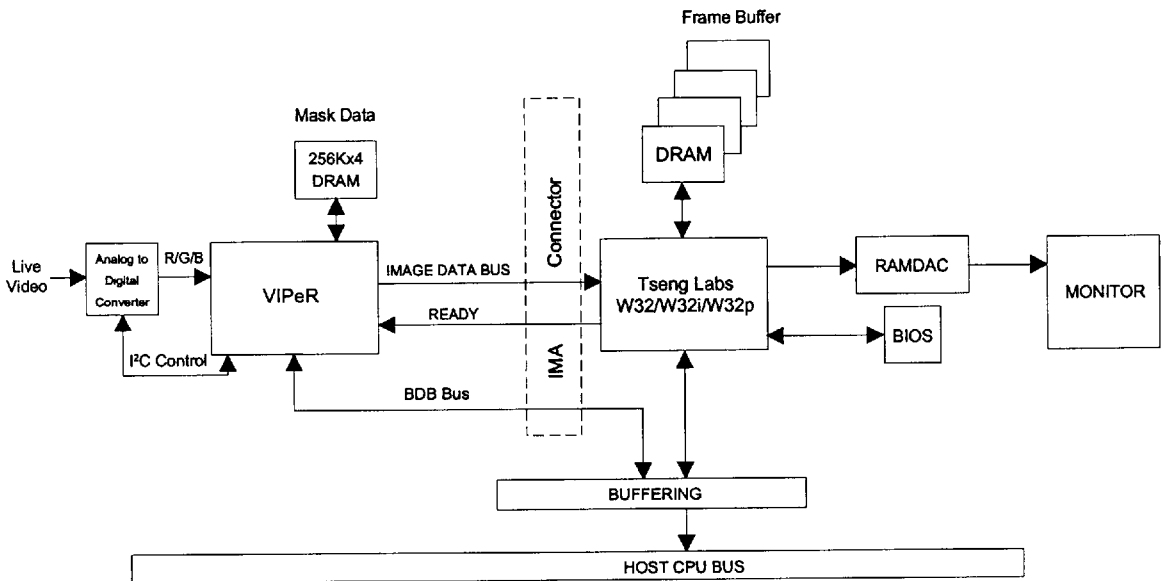 Frame Buffer
Mask Data
256Kx4
DRAM
DRAM
Connector
IMA
Live
Video
Analog to
Digital
Converter
R/G/B
VIPeR
IMAGE DATA BUS
READY
Tseng Labs
W32/W32i/W32p
RAMDAC
MONITOR
BIOS
I²C Control
BDB Bus
BUFFERING
HOST CPU BUS